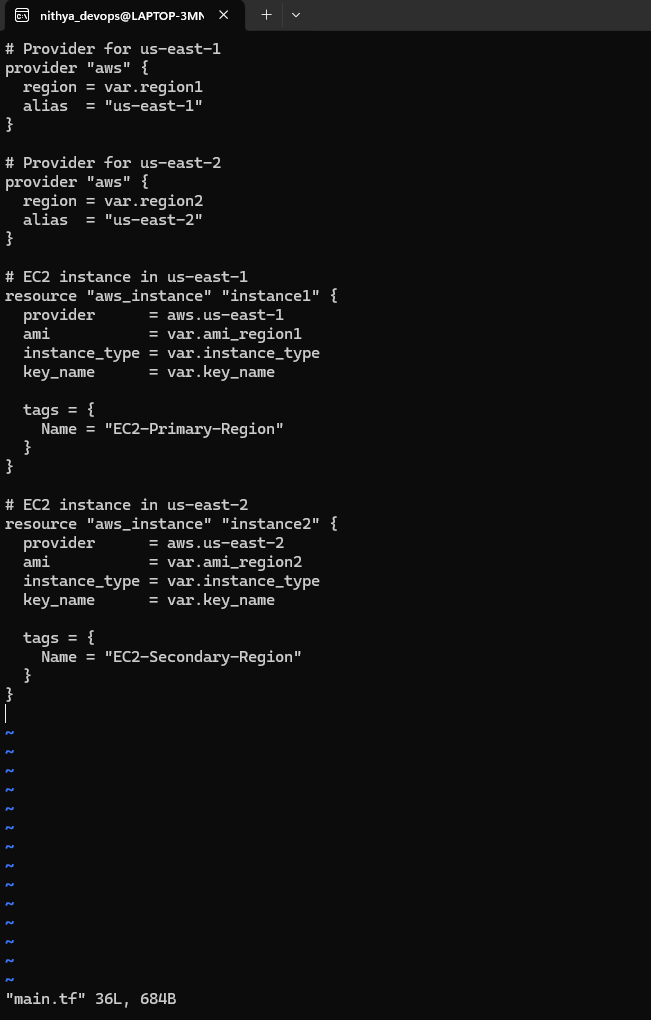 nithya_devops@LAPTOP-3MN
# Provider for us-east-1
provider "aws" {
  region = var.region1
  alias  = "us-east-1"
}

# Provider for us-east-2
provider "aws" {
  region = var.region2
  alias  = "us-east-2"
}

# EC2 instance in us-east-1
resource "aws_instance" "instance1" {
  provider      = aws.us-east-1
  ami           = var.ami_region1
  instance_type = var.instance_type
  key_name      = var.key_name

  tags = {
    Name = "EC2-Primary-Region"
  }
}

# EC2 instance in us-east-2
resource "aws_instance" "instance2" {
  provider      = aws.us-east-2
  ami           = var.ami_region2
  instance_type = var.instance_type
  key_name      = var.key_name

  tags = {
    Name = "EC2-Secondary-Region"
  }
}

~
~
~
~
~
~
~
~
~
~
~
~
~
~
"main.tf" 36L, 684B